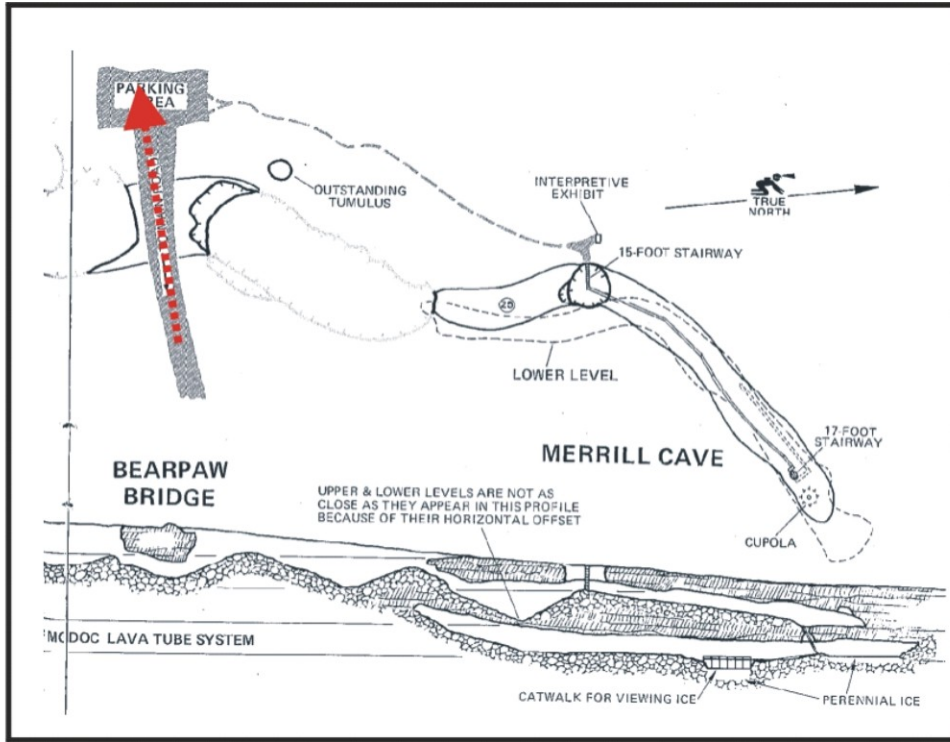 PARKING
AREA
OUTSTANDING
TUMULUS
INTERPRETIVE
EXHIBIT
TRUE
NORTH
15-FOOT STAIRWAY
25
LOWER LEVEL
17-FOOT
STAIRWAY
MERRILL CAVE
BEARPAW
BRIDGE
UPPER & LOWER LEVELS ARE NOT AS
CLOSE AS THEY APPEAR IN THIS PROFILE
BECAUSE OF THEIR HORIZONTAL OFFSET
CUPOLA
MODOC LAVA TUBE SYSTEM
CATWALK FOR VIEWING ICE
PERENNIAL ICE